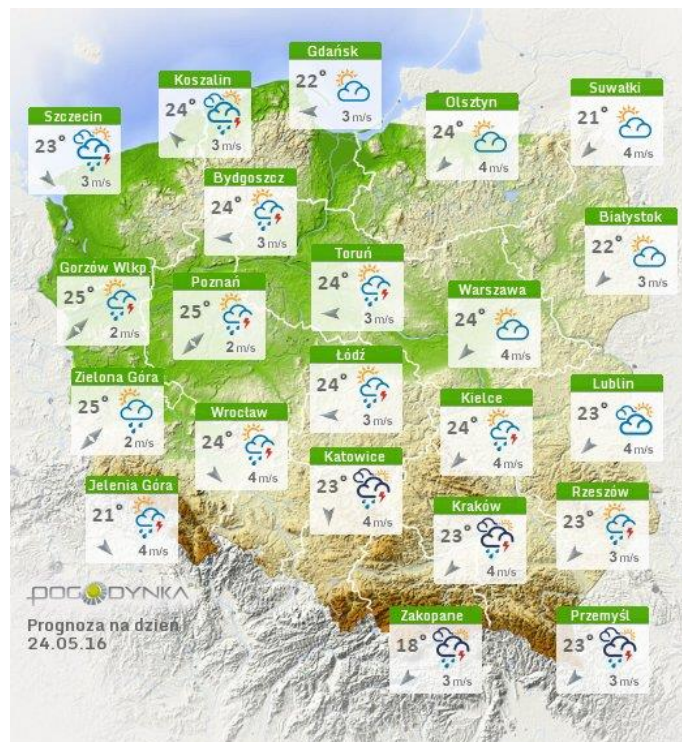 Gdańsk
22°
3 m/s
Koszalin
24°
3 m/s
Suwałki
21°
4 m/s
Olsztyn
24°
4 m/s
Szczecin
23°
3 m/s
Bydgoszcz
24°
3 m/s
Białystok
22°
3 m/s
Toruń
24°
3 m/s
Gorzów Wlkp
25°
2 m/s
Poznań
25°
2 m/s
Warszawa
24°
4 m/s
Łódź
24°
3 m/s
Zielona Góra
25°
2 m/s
Lublin
23°
4 m/s
Kielce
24°
4 m/s
Wrocław
24°
4 m/s
Katowice
23°
4 m/s
Jelenia Góra
21°
4 m/s
Rzeszów
23°
3 m/s
Kraków
23°
4 m/s
POGODYNKA
Prognoza na dzień
24.05.16
Zakopane
18°
3 m/s
Przemyśl
23°
3 m/s